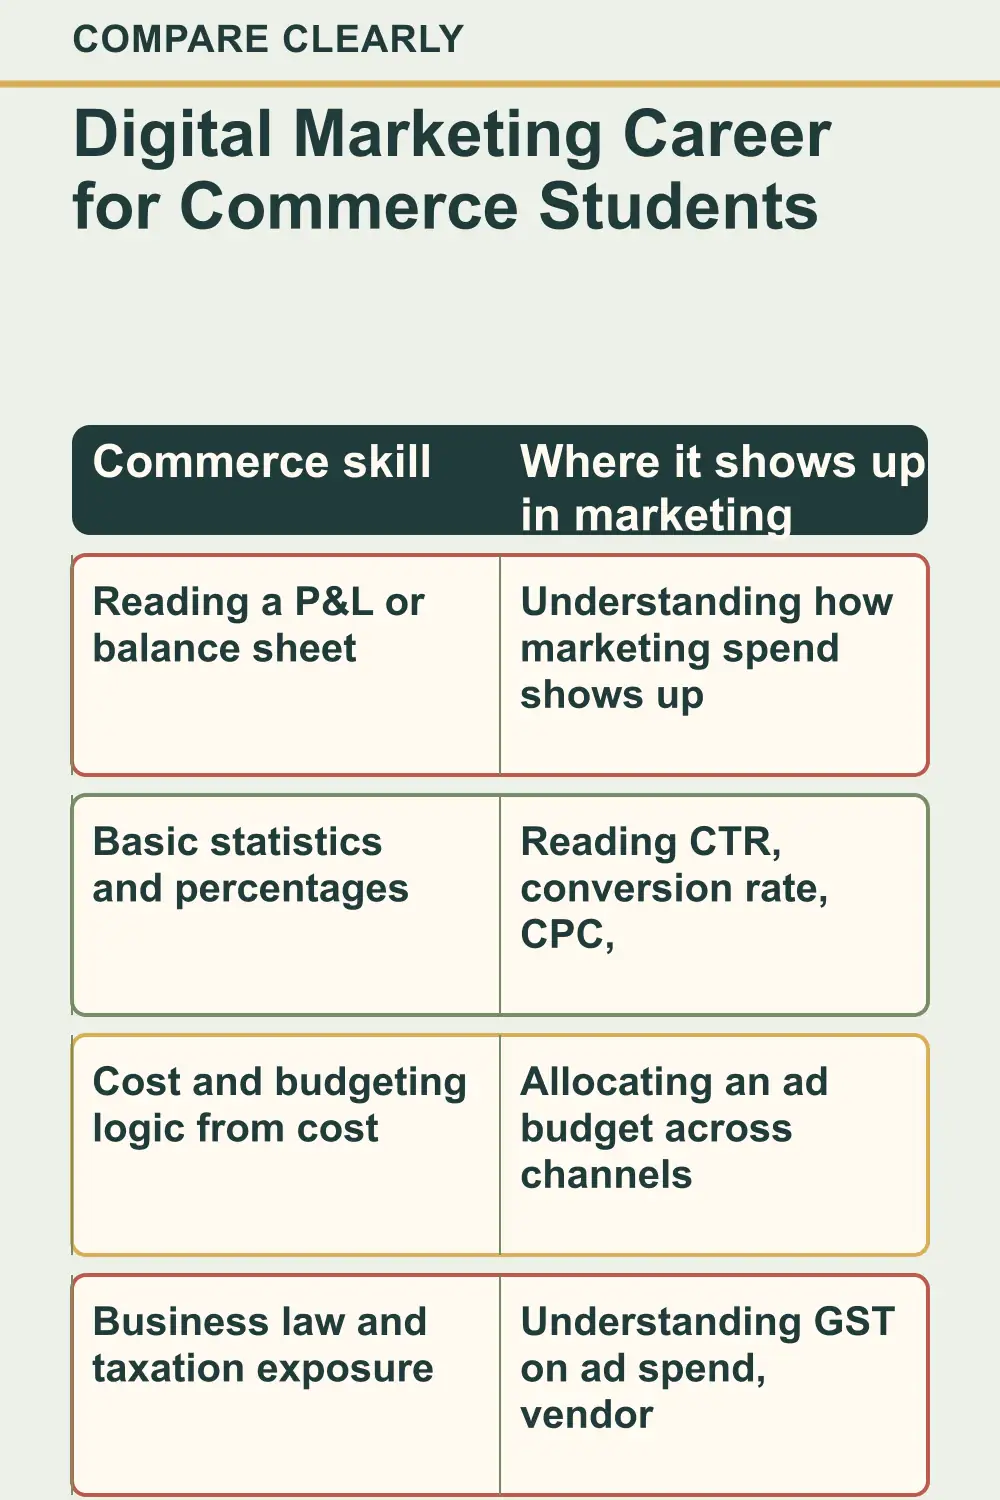 COMPARE CLEARLY
Digital Marketing Career
for Commerce Students
Commerce skill
Where it shows up
in marketing
Reading a P&L or
balance sheet
Understanding how
marketing spend
shows up
Basic statistics
and percentages
Reading CTR,
conversion rate,
CPC,
Cost and budgeting
logic from cost
Allocating an ad
budget across
channels
Business law and
taxation exposure
Understanding GST
on ad spend,
vendor